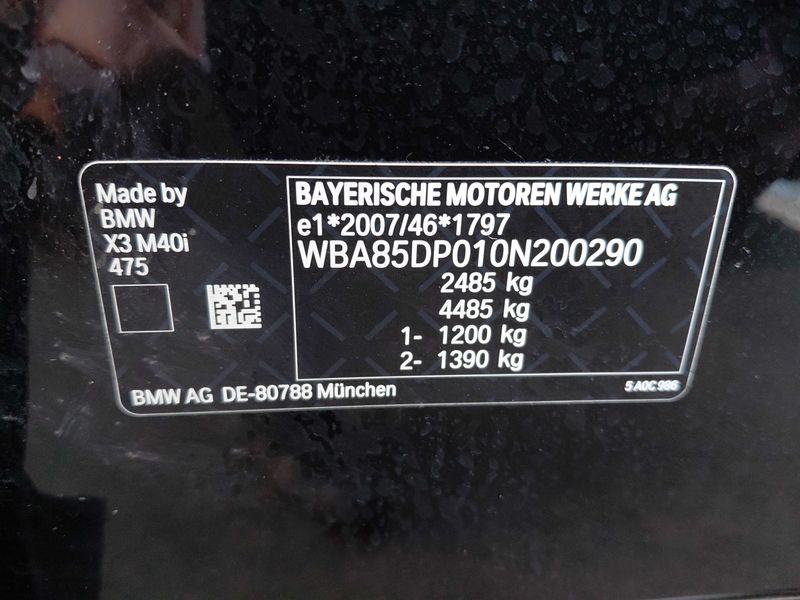 Made by
BMW
X3 M40i
475
BAYERISCHE MOTOREN WERKE AG
e1*2007/46*1797
WBA85DP010N200290
2485 kg
4485 kg
1- 1200 kg
2- 1390 kg
BMW AG DE-80788 München
5 A0C 986